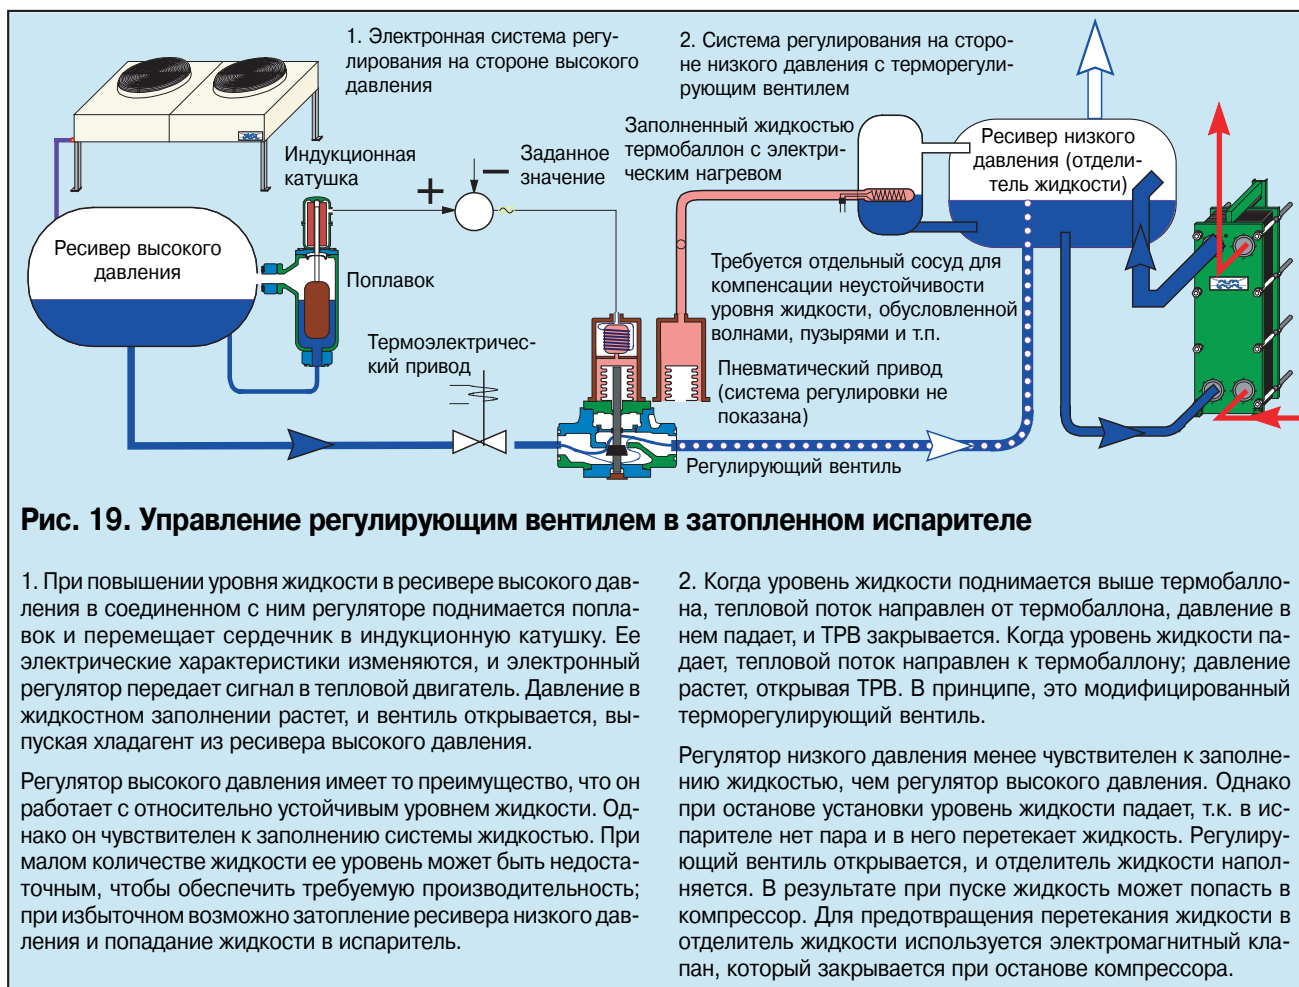 1. Электронная система регу-
лирования на стороне высокого
давления
2. Система регулирования на сторо-
не низкого давления с терморегули-
рующим вентилем
Индукционная
катушка
Заданное
значение
Заполненный жидкостью
термобаллон с электри-
ческим нагревом
Ресивер низкого
давления (отдели-
тель жидкости)
Ресивер высокого
давления
Поплавок
Термоэлектричес-
кий привод
Требуется отдельный сосуд для
компенсации неустойчивости
уровня жидкости, обусловленной
волнами, пузырями и т.п.
Пневматический привод
(система регулировки не
показана)
Регулирующий вентиль
Рис. 19. Управление регулирующим вентилем в затопленном испарителе
1. При повышении уровня жидкости в ресивере высокого дав-
ления в соединенном с ним регуляторе поднимается попла-
вок и перемещает сердечник в индукционную катушку. Ее
электрические характеристики изменяются, и электронный
регулятор передает сигнал в тепловой двигатель. Давление в
жидкостном заполнении растет, и вентиль открывается, вы-
пуская хладагент из ресивера высокого давления.
Регулятор высокого давления имеет то преимущество, что он
работает с относительно устойчивым уровнем жидкости. Од-
нако он чувствителен к заполнению системы жидкостью. При
малом количестве жидкости ее уровень может быть недоста-
точным, чтобы обеспечить требуемую производительность;
при избыточном возможно затопление ресивера низкого дав-
ления и попадание жидкости в испаритель.
2. Когда уровень жидкости поднимается выше термобалло-
на, тепловой поток направлен от термобаллона, давление в
нем падает, и ТРВ закрывается. Когда уровень жидкости па-
дает, тепловой поток направлен к термобаллону; давление
растет, открывая ТРВ. В принципе, это модифицированный
терморегулирующий вентиль.
Регулятор низкого давления менее чувствителен к заполне-
нию жидкостью, чем регулятор высокого давления. Однако
при останове установки уровень жидкости падает, т.к. в ис-
парителе нет пара и в него перетекает жидкость. Регулирую-
щий вентиль открывается, и отделитель жидкости напол-
няется. В результате при пуске жидкость может попасть в
компрессор. Для предотвращения перетекания жидкости в
отделитель жидкости используется электромагнитный кла-
пан, который закрывается при останове компрессора.